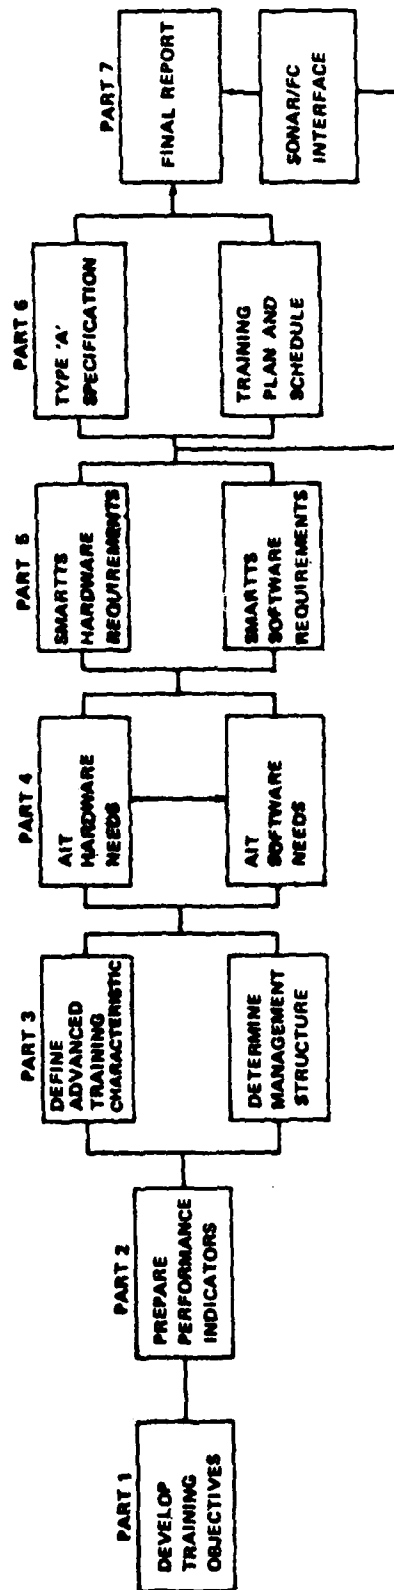 PART 1
DEVELOP
TRAINING
OBJECTIVES
PART 2
PREPARE
PERFORMANCE
INDICATORS
PART 3
DEFINE
ADVANCED
TRAINING
CHARACTERISTIC
DETERMINE
MANAGEMENT
STRUCTURE
PART 4
AIT
HARDWARE
NEEDS
AIT
SOFTWARE
NEEDS
PART 5
SMARTTS
HARDWARE
REQUIREMENTS
SMARTTS
SOFTWARE
REQUIREMENTS
PART 6
TYPE 'A'
SPECIFICATION
TRAINING
PLAN AND
SCHEDULE
PART 7
FINAL REPORT
SONAR/FC
INTERFACE